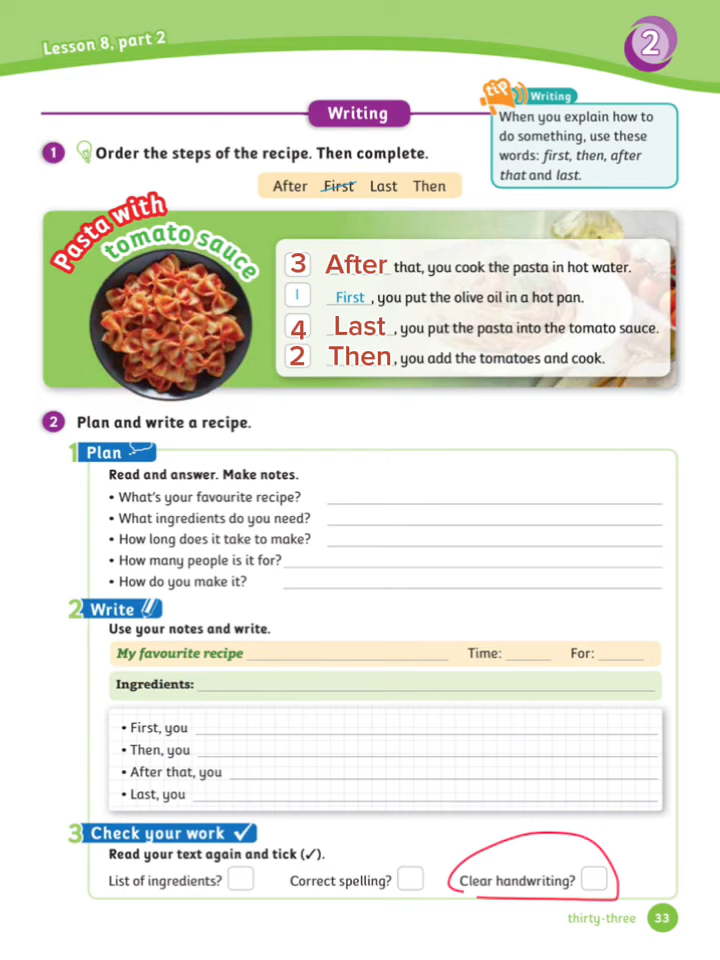 Lesson 8, part 2
2
tip Writing
When you explain how to
do something, use these
words: first, then, after
that and last.
Writing
1 Order the steps of the recipe. Then complete.
After First Last Then
Pasta with
tomato sauce
3 After that, you cook the pasta in hot water.
1 First, you put the olive oil in a hot pan.
4 Last, you put the pasta into the tomato sauce.
2 Then, you add the tomatoes and cook.
2 Plan and write a recipe.
1 Plan
Read and answer. Make notes.
• What's your favourite recipe?
• What ingredients do you need?
• How long does it take to make?
• How many people is it for?
• How do you make it?
2 Write
Use your notes and write.
My favourite recipe Time: For:
Ingredients:
• First, you
• Then, you
• After that, you
• Last, you
3 Check your work ✓
Read your text again and tick (✓).
List of ingredients? Correct spelling? Clear handwriting?
thirty-three 33